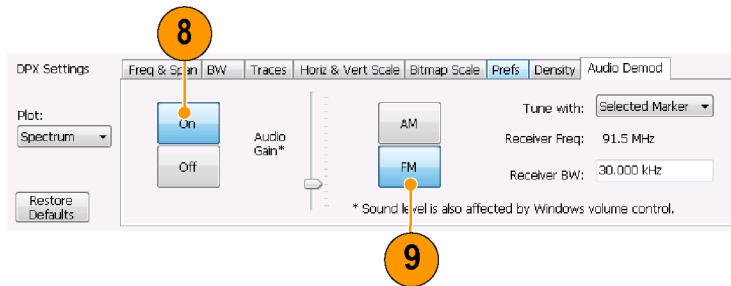 8
DPX Settings
Freq & Span BW Traces Horiz & Vert Scale Bitmap Scale Prefs Density Audio Demod
Plot:
Spectrum
Restore
Defaults
On
Off
Audio
Gain*
AM
FM
Tune with: Selected Marker
Receiver Freq: 91.5 MHz
Receiver BW: 30.000 kHz
* Sound level is also affected by Windows volume control.
9